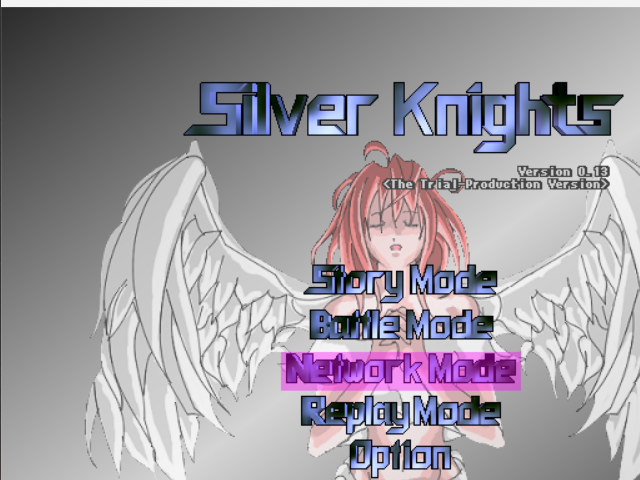 Silver Knights
Version 0.13
<The Trial-Production Version>
Story Mode
Battle Mode
Network Mode
Replay Mode
Option